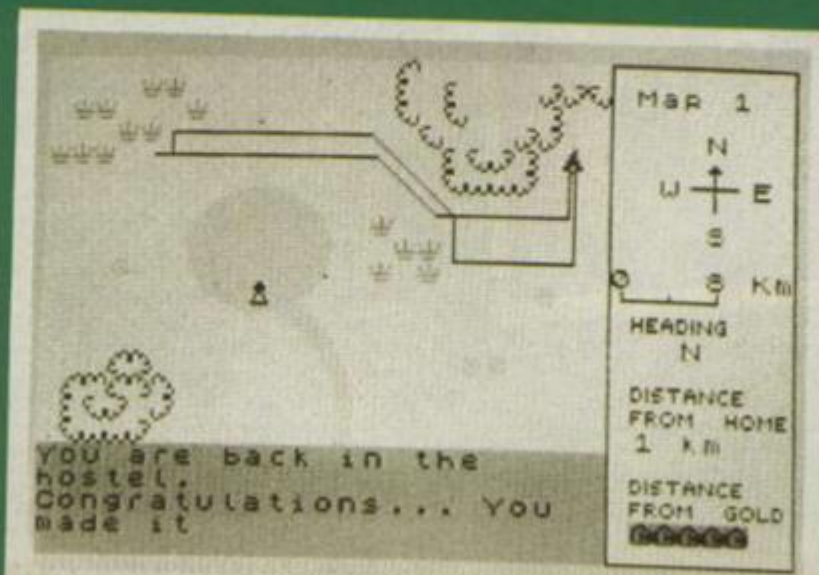 Map 1
N
W E
S
0 8 Km
HEADING
N
DISTANCE
FROM HOME
1 km
DISTANCE
FROM GOLD
You are back in the
hostel.
Congratulations... You
made it